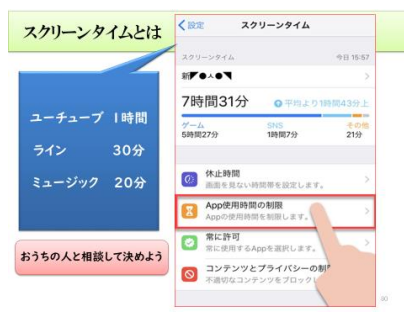 スクリーンタイムとは
ユーチューブ 1時間
ライン 30分
ミュージック 20分
おうちの人と相談して決めよう
設定 スクリーンタイム
スクリーンタイム 今日 15:57
7時間31分 平均より1時間43分上
ゲーム SNS その他
5時間27分 1時間7分 21分
休止時間
画面を見ない時間帯を設定します。
App使用時間の制限
Appの使用時間を制限します。
常に許可
常に使用するAppを選択します。
コンテンツとプライバシーの制
不適切なコンテンツをブロック
40